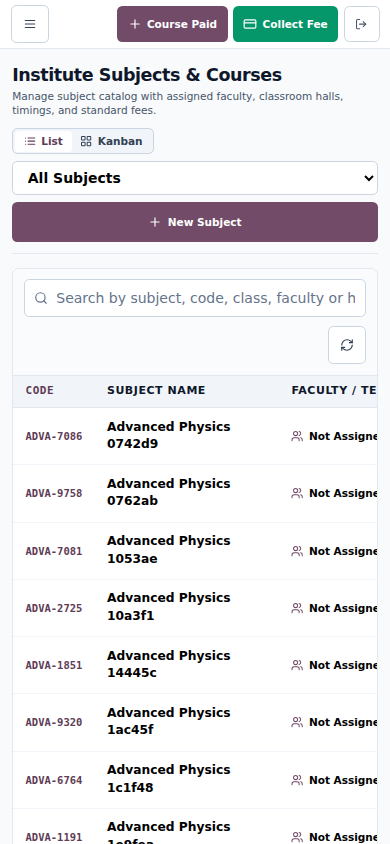 Course Paid
Collect Fee
Institute Subjects & Courses
Manage subject catalog with assigned faculty, classroom halls,
timings, and standard fees.
List
Kanban
All Subjects
New Subject
Search by subject, code, class, faculty or h
CODE
SUBJECT NAME
FACULTY / TE
ADVA-7086
Advanced Physics
0742d9
Not Assigne
ADVA-9758
Advanced Physics
0762ab
Not Assigne
ADVA-7081
Advanced Physics
1053ae
Not Assigne
ADVA-2725
Advanced Physics
10a3f1
Not Assigne
ADVA-1851
Advanced Physics
14445c
Not Assigne
ADVA-9320
Advanced Physics
1ac45f
Not Assigne
ADVA-6764
Advanced Physics
1c1f48
Not Assigne
ADVA-1191
Advanced Physics
Not Assigne